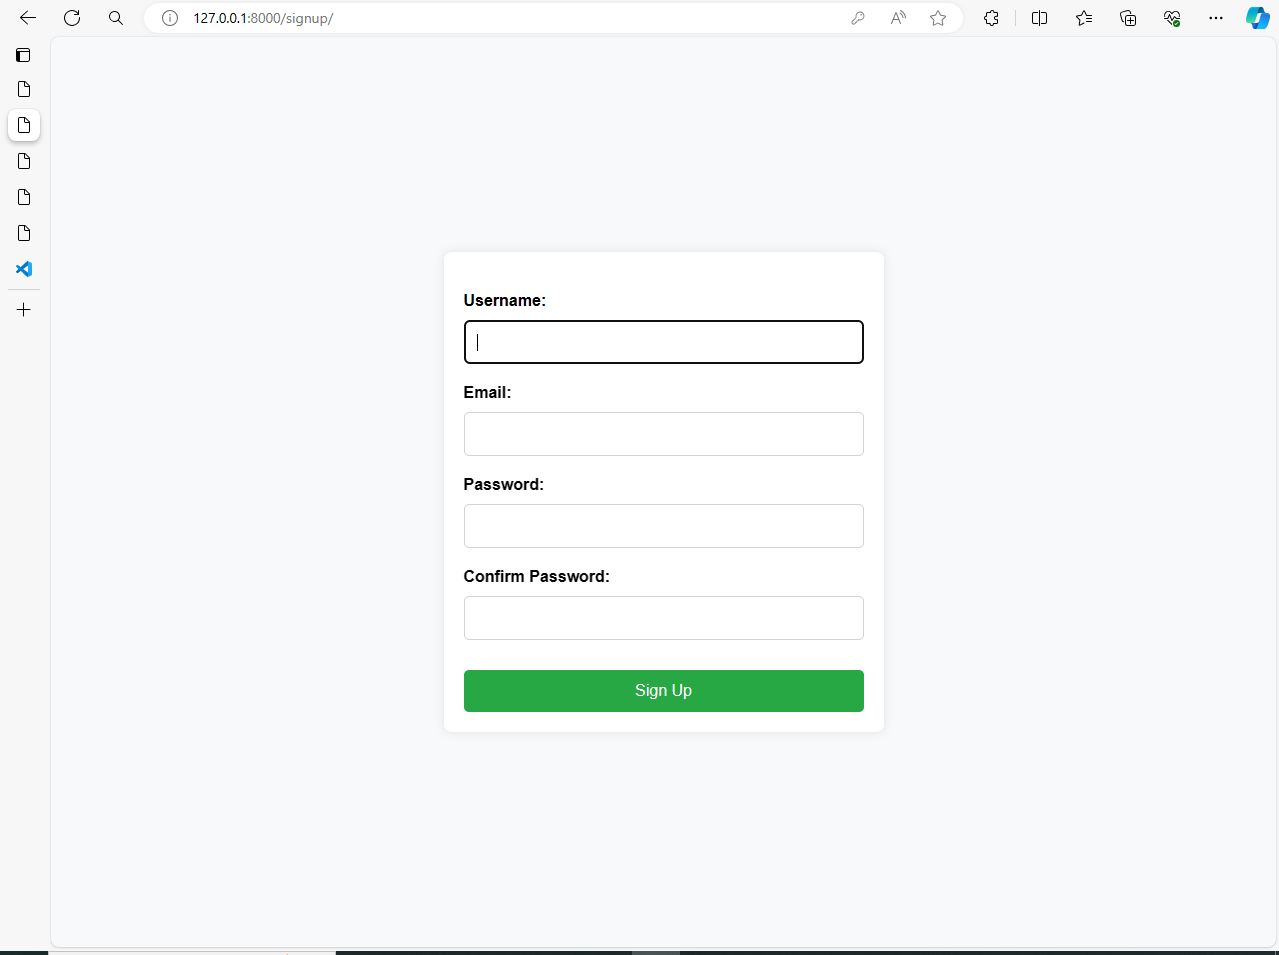 127.0.0.1:8000/signup/
Username:
Email:
Password:
Confirm Password:
Sign Up